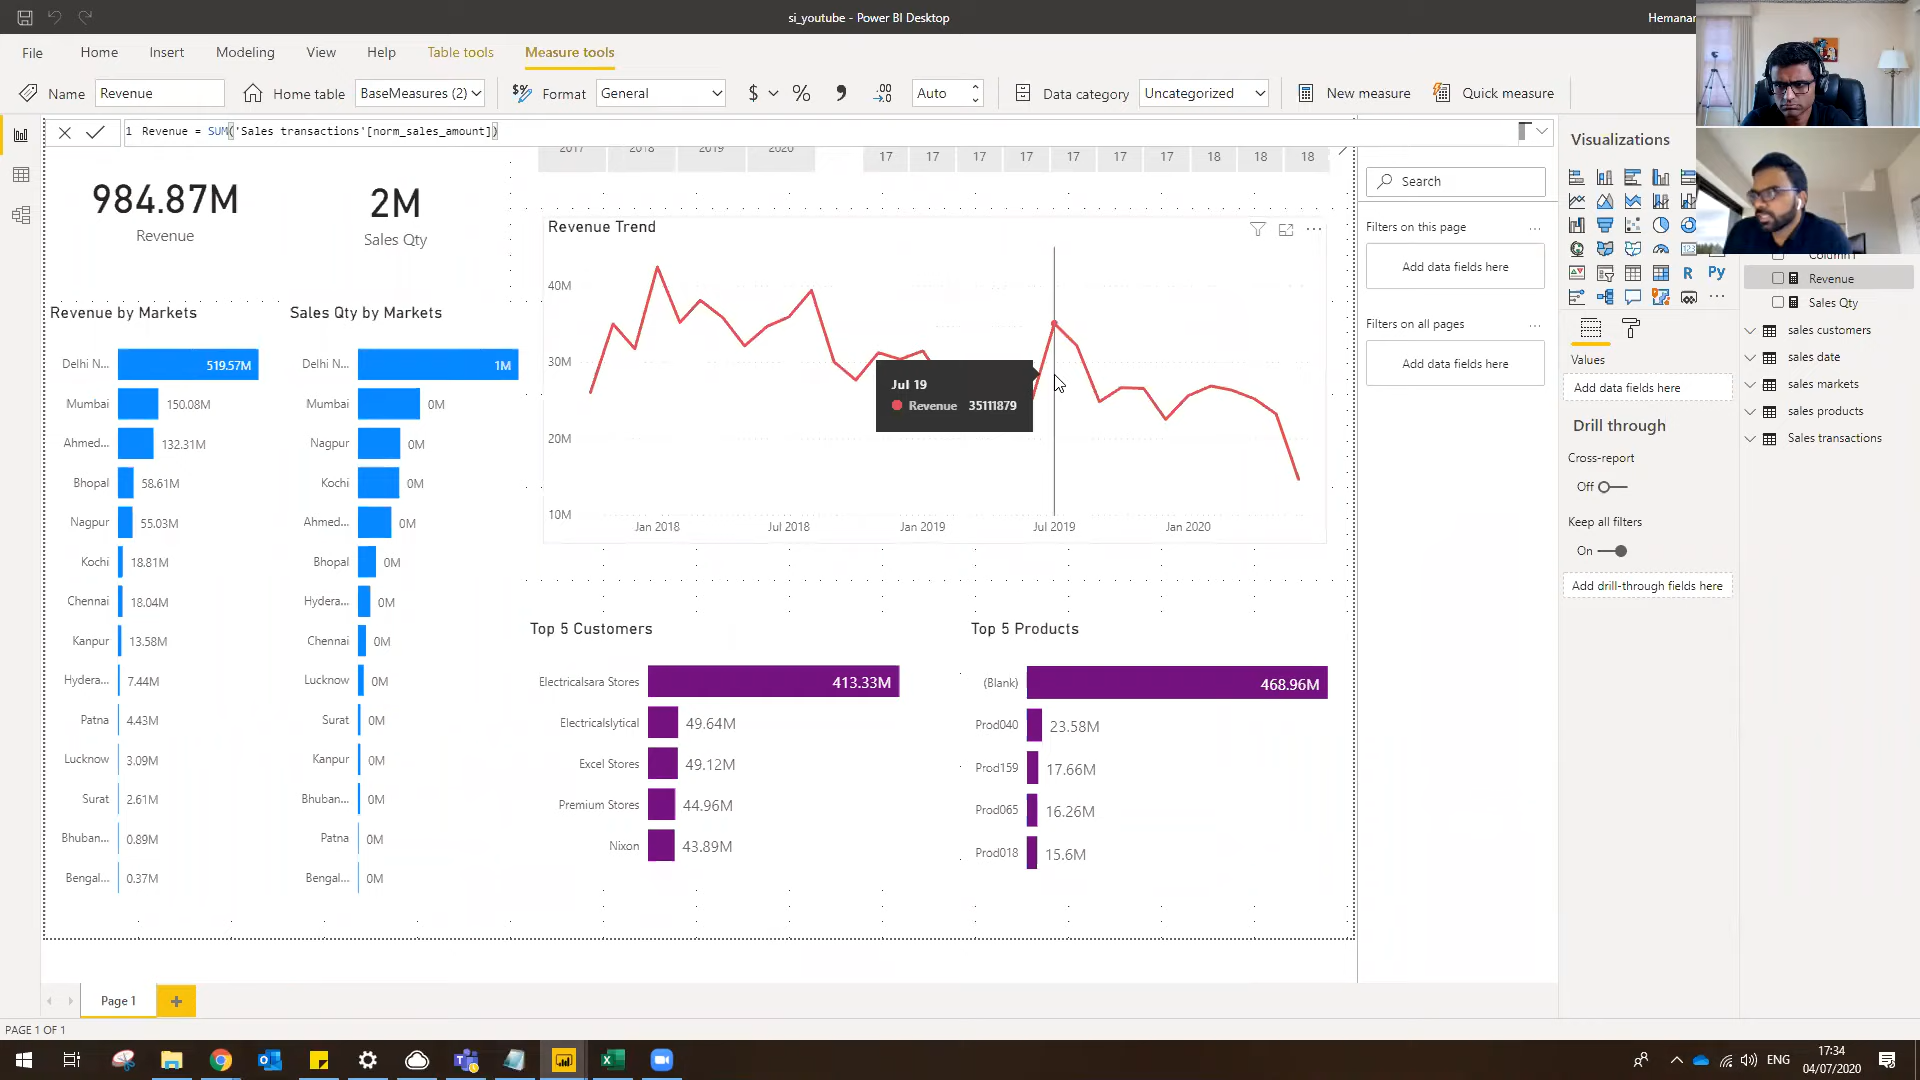 si_youtube - Power BI Desktop
Heman
File
Home
Insert
Modeling
View
Help
Table tools
Measure tools
Name
Revenue
Home table
BaseMeasures (2)
Format
General
$
%
Auto
Data category
Uncategorized
New measure
Quick measure
1 Revenue = SUM('Sales transactions'[norm_sales_amount])
2017 2018 2019 2020
17 17 17 17 17 17 17 18 18 18
984.87M
Revenue
2M
Sales Qty
Revenue by Markets
Delhi N... 519.57M
Mumbai 150.08M
Ahmed... 132.31M
Bhopal 58.61M
Nagpur 55.03M
Kochi 18.81M
Chennai 18.04M
Kanpur 13.58M
Hydera... 7.44M
Patna 4.43M
Lucknow 3.09M
Surat 2.61M
Bhuban... 0.89M
Bengal... 0.37M
Sales Qty by Markets
Delhi N... 1M
Mumbai 0M
Nagpur 0M
Kochi 0M
Ahmed... 0M
Bhopal 0M
Hydera... 0M
Chennai 0M
Lucknow 0M
Surat 0M
Kanpur 0M
Bhuban... 0M
Patna 0M
Bengal... 0M
Revenue Trend
40M
30M
20M
10M
Jan 2018 Jul 2018 Jan 2019 Jul 2019 Jan 2020
Jul 19
Revenue 35111879
Top 5 Customers
Electricalsara Stores 413.33M
Electricalslytical 49.64M
Excel Stores 49.12M
Premium Stores 44.96M
Nixon 43.89M
Top 5 Products
(Blank) 468.96M
Prod040 23.58M
Prod159 17.66M
Prod065 16.26M
Prod018 15.6M
Search
Filters on this page
Add data fields here
Filters on all pages
Add data fields here
Visualizations
R
Py
Values
Add data fields here
Drill through
Cross-report
Off
Keep all filters
On
Add drill-through fields here
Revenue
Sales Qty
sales customers
sales date
sales markets
sales products
Sales transactions
Page 1
PAGE 1 OF 1
ENG
17:34
04/07/2020